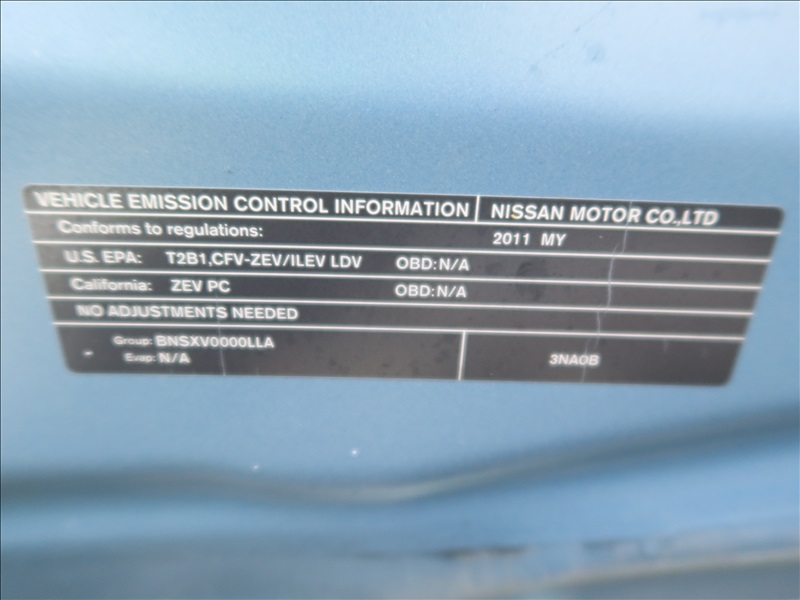 VEHICLE EMISSION CONTROL INFORMATION NISSAN MOTOR CO.,LTD
Conforms to regulations: 2011 MY
U.S. EPA: T2B1,CFV-ZEV/ILEV LDV OBD:N/A
California: ZEV PC OBD:N/A
NO ADJUSTMENTS NEEDED
Group: BNSXV0000LLA
Evap: N/A
3NA0B